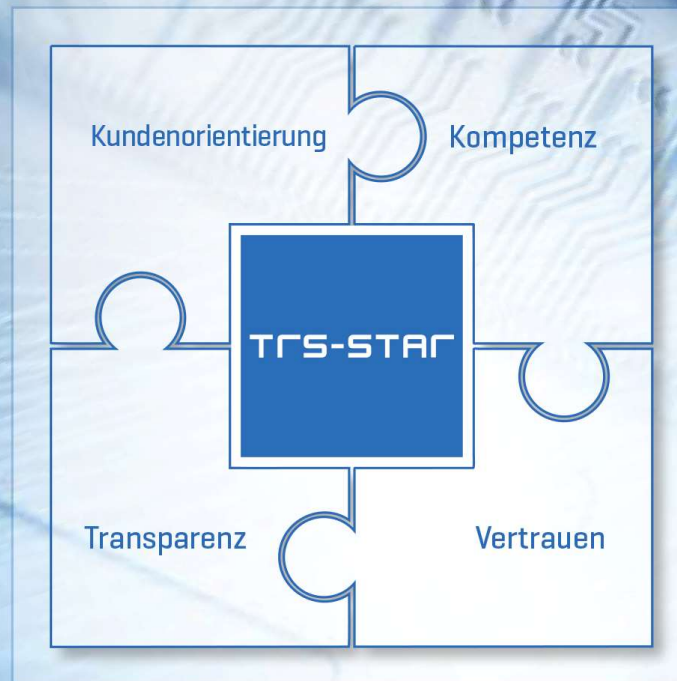 Kundenorientierung
Kompetenz
TRS-STAR
Transparenz
Vertrauen